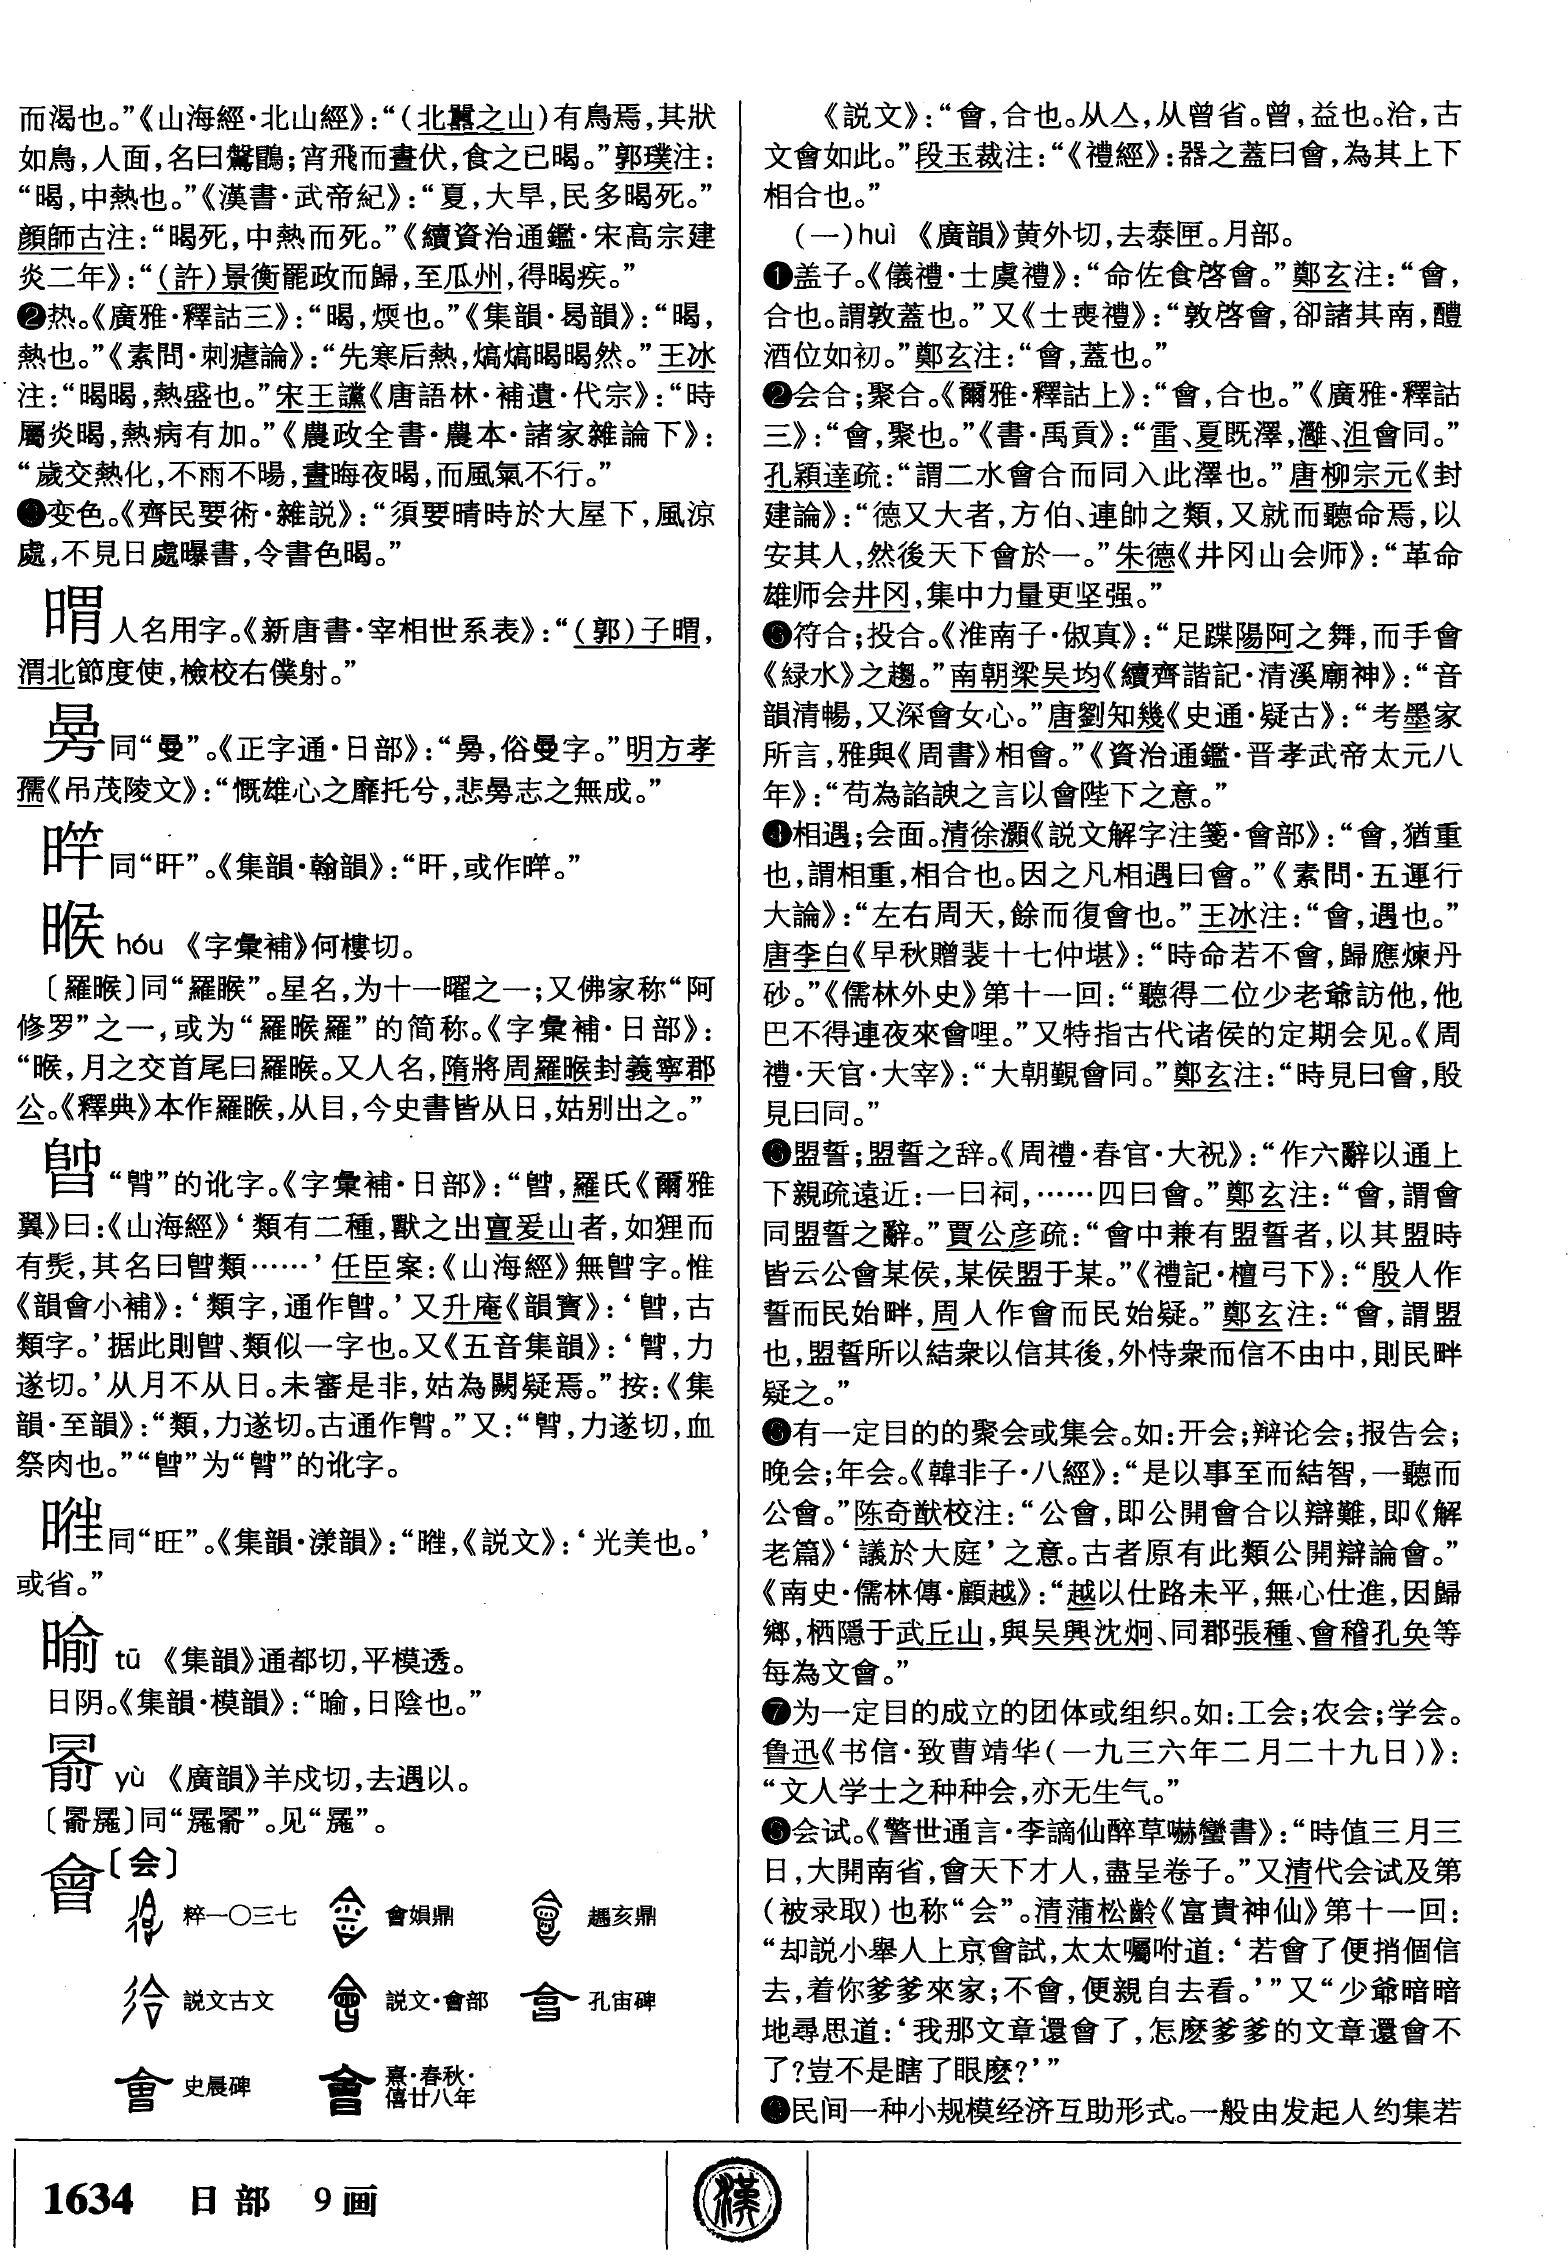 而渴也。”《山海經·北山經》：“（北嚻之山）有鳥焉，其狀
如烏，人面，名曰鵹鶥；宵飛而晝伏，食之已暍。”郭璞注：
“暍，中熱也。”《漢書·武帝紀》：“夏，大旱，民多暍死。”
顔師古注：“暍死，中熱而死。”《續資治通鑑·宋高宗建
炎二年》：“（許）景衡罷政而歸，至瓜州，得暍疾。”
❷热。《廣雅·釋詁三》：“暍，煗也。”《集韻·曷韻》：“暍，
熱也。”《素問·刺瘧論》：“先寒后熱，熇熇暍暍然。”王冰
注：“暍暍，熱盛也。”宋王讜《唐語林·補遺·代宗》：“時
屬炎暍，熱病有加。”《農政全書·農本·諸家雜論下》：
“歲交熱化，不雨不暘，晝晦夜暍，而風氣不行。”
❸变色。《齊民要術·雜説》：“須要晴時於大屋下，風涼
處，不見日處曝書，令書色暍。”
㬙人名用字。《新唐書·宰相世系表》：“（郭）子㬙，
渭北節度使，檢校右僕射。”
同“曼”。《正字通·日部》：“俗曼字。”明方孝
孺《吊茂陵文》：“慨雄心之靡托兮，悲志之無成。”
同“旰”。《集韻·翰韻》：“旰，或作。”
睺 hóu 《字彙補》何樓切。
〔羅㬋〕同“羅睺”。星名，为十一曜之一；又佛家称“阿
修罗”之一，或为“羅㬋羅”的简称。《字彙補·日部》：
“㬋，月之交首尾曰羅㬋。又人名，隋將周羅㬋封義寧郡
公。《釋典》本作羅睺，从目，今史書皆从日，姑别出之。”
“膟”的讹字。《字彙補·日部》：“羅氏《爾雅
翼》曰：《山海經》‘類有二種，獸之出亶爰山者，如狸而
有髮，其名曰類……’任臣案：《山海經》無字。惟
《韻會小補》：‘類字，通作。’又升庵《韻寶》：‘古
類字。’据此則、類似一字也。又《五音集韻》：‘力
遂切。’从月不从日。未審是非，姑為闕疑焉。”按：《集
韻·至韻》：“類，力遂切。古通作。”又：“力遂切，血
祭肉也。”“”为“”的讹字。
暀同“旺”。《集韻·漾韻》：“暀，《説文》：‘光美也。’
或省。”
㬔 tū 《集韻》通都切，平模透。
日阴。《集韻·模韻》：“日陰也。”
yù 《廣韻》羊戍切，去遇以。
同“”。见“”。
會〔会〕
粹一〇三七 會娟鼎 趞亥鼎
説文古文 説文·會部 孔宙碑
史晨碑 熹·春秋·
僖廿八年
《説文》：“會，合也。从亼，从曾省。曾，益也。㣛，古
文會如此。”段玉裁注：“《禮經》：器之蓋曰會，為其上下
相合也。”
（一）huì 《廣韻》黄外切，去泰匣。月部。
❶盖子。《儀禮·士虞禮》：“命佐食啓會。”鄭玄注：“會，
合也。謂敦蓋也。”又《士喪禮》：“敦啓會，卻諸其南，醴
酒位如初。”鄭玄注：“會，蓋也。”
❷会合；聚合。《爾雅·釋詁上》：“會，合也。”《廣雅·釋詁
三》：“會，聚也。”《書·禹貢》：“雷、夏既澤，灉、沮會同。”
孔穎達疏：“謂二水會合而同入此澤也。”唐柳宗元《封
建論》：“德又大者，方伯、連帥之類，又就而聽命焉，以
安其人，然後天下會於一。”朱德《井冈山会师》：“革命
雄师会井冈，集中力量更坚强。”
❸符合；投合。《淮南子·俶真》：“足蹀陽阿之舞，而手會
《緑水》之趨。”南朝梁吴均《續齊諧記·清溪廟神》：“音
韻清暢，又深會女心。”唐劉知幾《史通·疑古》：“考墨家
所言，雅與《周書》相會。”《資治通鑑·晋孝武帝太元八
年》：“苟為諂諛之言以會陛下之意。”
❹相遇；会面。清徐灝《説文解字注箋·會部》：“會，猶重
也，謂相重，相合也。因之凡相遇曰會。”《素問·五運行
大論》：“左右周天，餘而復會也。”王冰注：“會，遇也。”
唐李白《早秋贈裴十七仲堪》：“時命若不會，歸應煉丹
砂。”《儒林外史》第十一回：“聽得二位少老爺訪他，他
巴不得連夜來會哩。”又特指古代诸侯的定期会见。《周
禮·天官·大宰》：“大朝覲會同。”鄭玄注：“時見曰會，殷
見曰同。”
❺盟誓；盟誓之辞。《周禮·春官·大祝》：“作六辭以通上
下親疏遠近：一曰祠，……四曰會。”鄭玄注：“會，謂會
同盟誓之辭。”賈公彦疏：“會中兼有盟誓者，以其盟時
皆云公會某侯，某侯盟于某。”《禮記·檀弓下》：“殷人作
誓而民始畔，周人作會而民始疑。”鄭玄注：“會，謂盟
也，盟誓所以結衆以信其後，外恃衆而信不由中，則民畔
疑之。”
❻有一定目的的聚会或集会。如：开会；辩论会；报告会；
晚会；年会。《韓非子·八經》：“是以事至而結智，一聽而
公會。”陈奇猷校注：“公會，即公開會合以辯難，即《解
老篇》‘議於大庭’之意。古者原有此類公開辯論會。”
《南史·儒林傳·顧越》：“越以仕路未平，無心仕進，因歸
鄉，栖隱于武丘山，與吴興沈炯、同郡張種、會稽孔奂等
每為文會。”
❼为一定目的成立的团体或组织。如：工会；农会；学会。
鲁迅《书信·致曹靖华（一九三六年二月二十九日）》：
“文人学士之种种会，亦无生气。”
❽会试。《警世通言·李謫仙醉草嚇蠻書》：“時值三月三
日，大開南省，會天下才人，盡呈卷子。”又清代会试及第
（被录取）也称“会”。清蒲松齡《富貴神仙》第十一回：
“却説小舉人上京會試，太太囑咐道：‘若會了便捎個信
去，着你爹爹來家；不會，便親自去看。’”又“少爺暗暗
地尋思道：‘我那文章還會了，怎麽爹爹的文章還會不
了？豈不是瞎了眼麽？’”
❾民间一种小规模经济互助形式。一般由发起人约集若
1634 日部 9画
漢